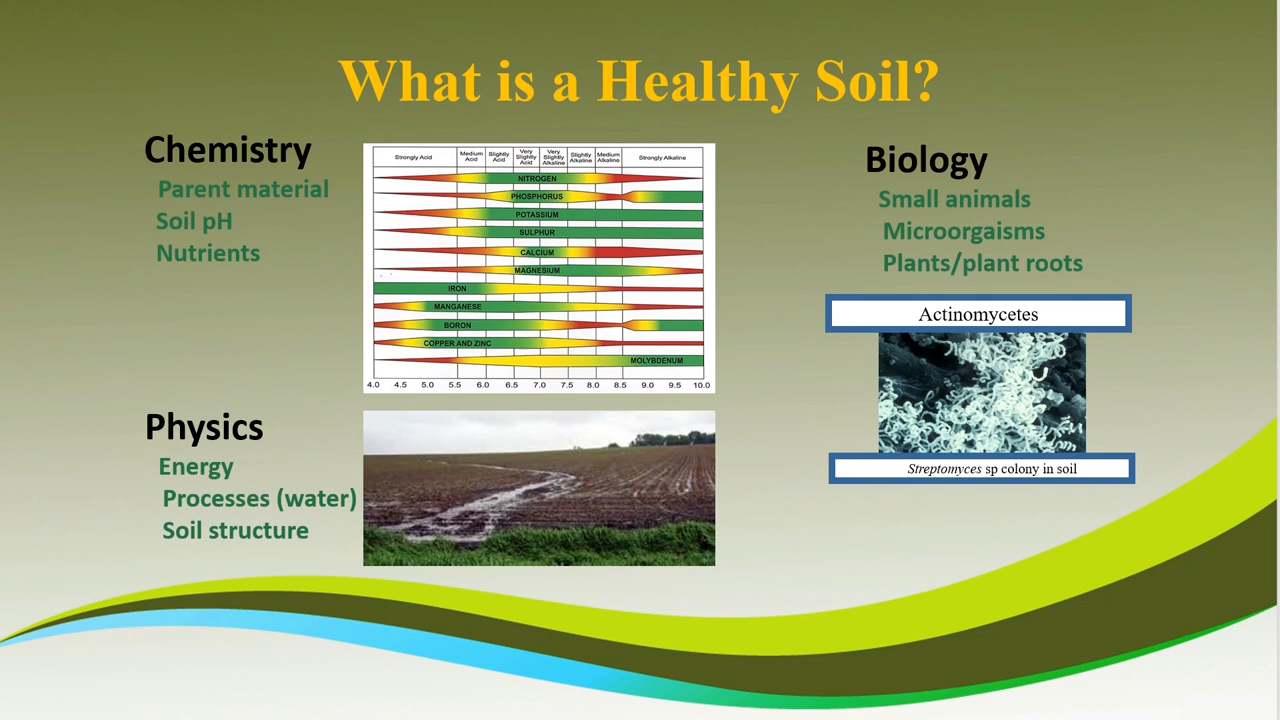 What is a Healthy Soil?
Chemistry
Parent material
Soil pH
Nutrients
Strongly Acid
Medium Acid
Slightly Acid
Very Slightly Acid
Very Slightly Alkaline
Slightly Alkaline
Medium Alkaline
Strongly Alkaline
NITROGEN
PHOSPHORUS
POTASSIUM
SULPHUR
CALCIUM
MAGNESIUM
IRON
MANGANESE
BORON
COPPER AND ZINC
MOLYBDENUM
4.0 4.5 5.0 5.5 6.0 6.5 7.0 7.5 8.0 8.5 9.0 9.5 10.0
Physics
Energy
Processes (water)
Soil structure
Biology
Small animals
Microorgaisms
Plants/plant roots
Actinomycetes
Streptomyces sp colony in soil